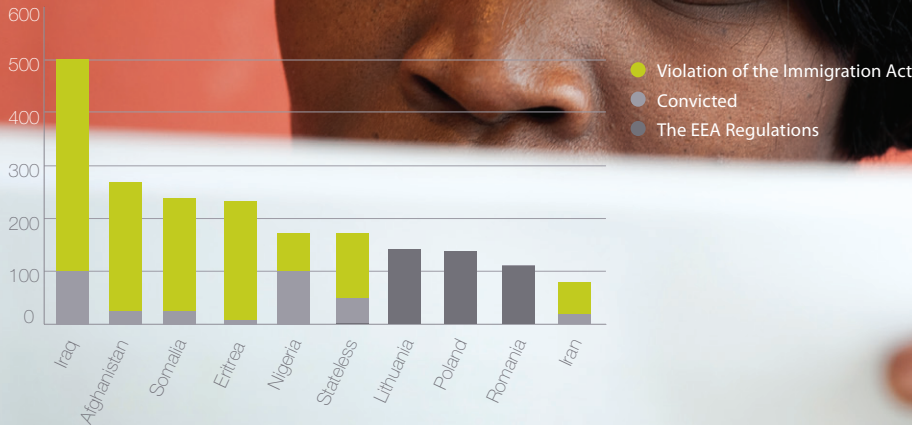 600
500
400
300
200
100
0
Violation of the Immigration Act
Convicted
The EEA Regulations
Iraq
Afghanistan
Somalia
Eritrea
Nigeria
Stateless
Lithuania
Poland
Romania
Iran